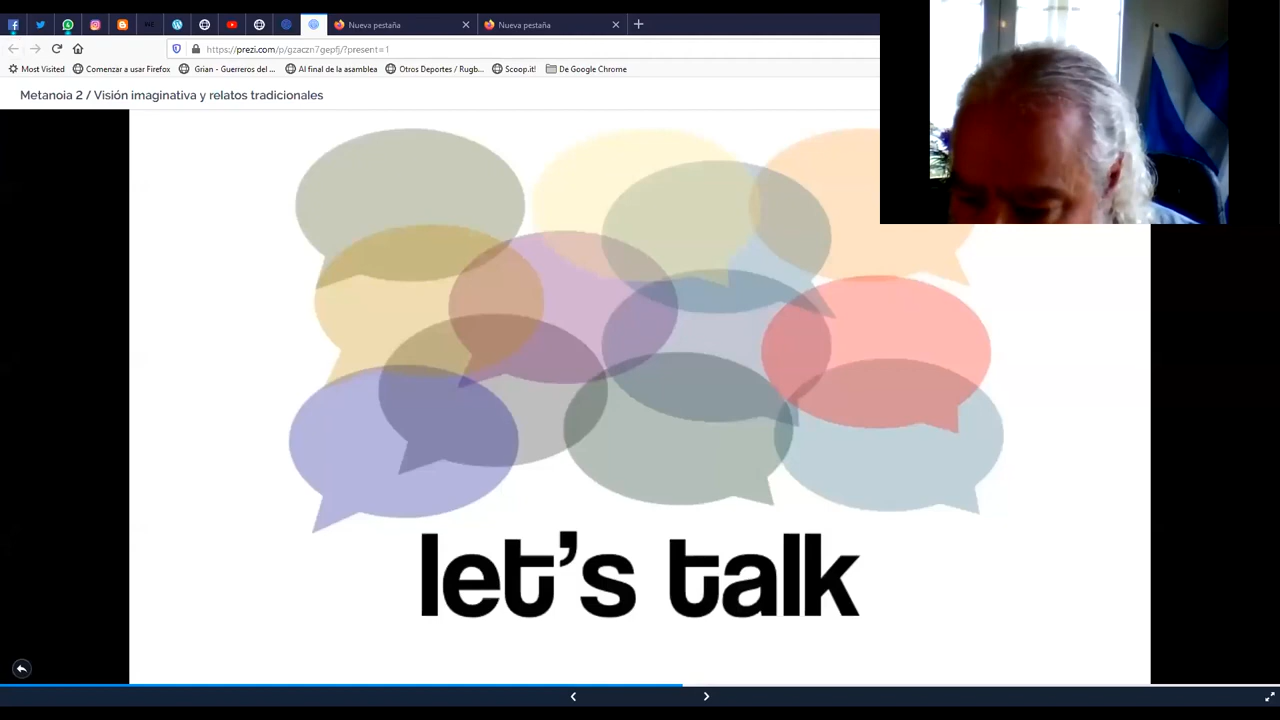 Nueva pestaña
Nueva pestaña
https://prezi.com/p/gzaczn7gepfj/?present=1
Most Visited
Comenzar a usar Firefox
Grian - Guerreros del ...
Al final de la asamblea
Otros Deportes / Rugb...
Scoop.it!
De Google Chrome
Metanoia 2 / Visión imaginativa y relatos tradicionales
let's talk